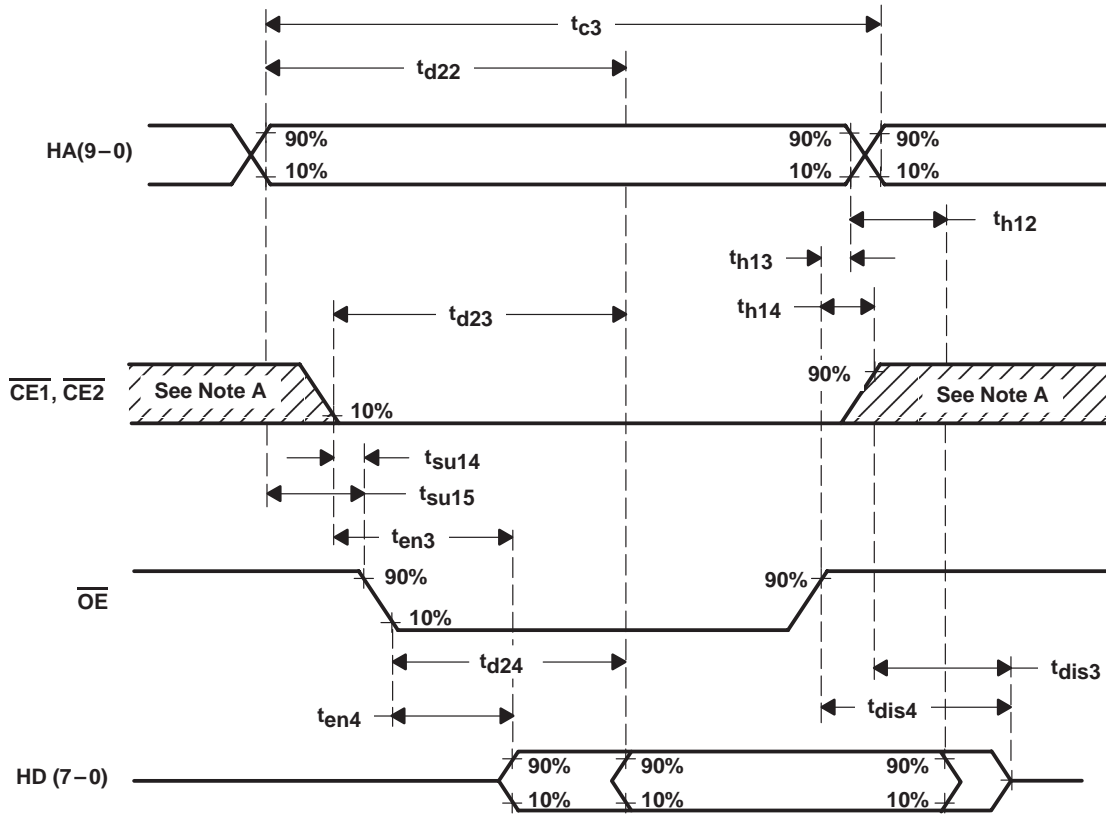 tc3
td22
HA(9−0)
90%
90%
90%
10%
10%
10%
th12
th13
th14
td23
CE1, CE2
See Note A
90%
See Note A
10%
tsu14
tsu15
ten3
OE
90%
90%
10%
td24
tdis3
ten4
tdis4
HD (7−0)
90%
90%
90%
10%
10%
10%